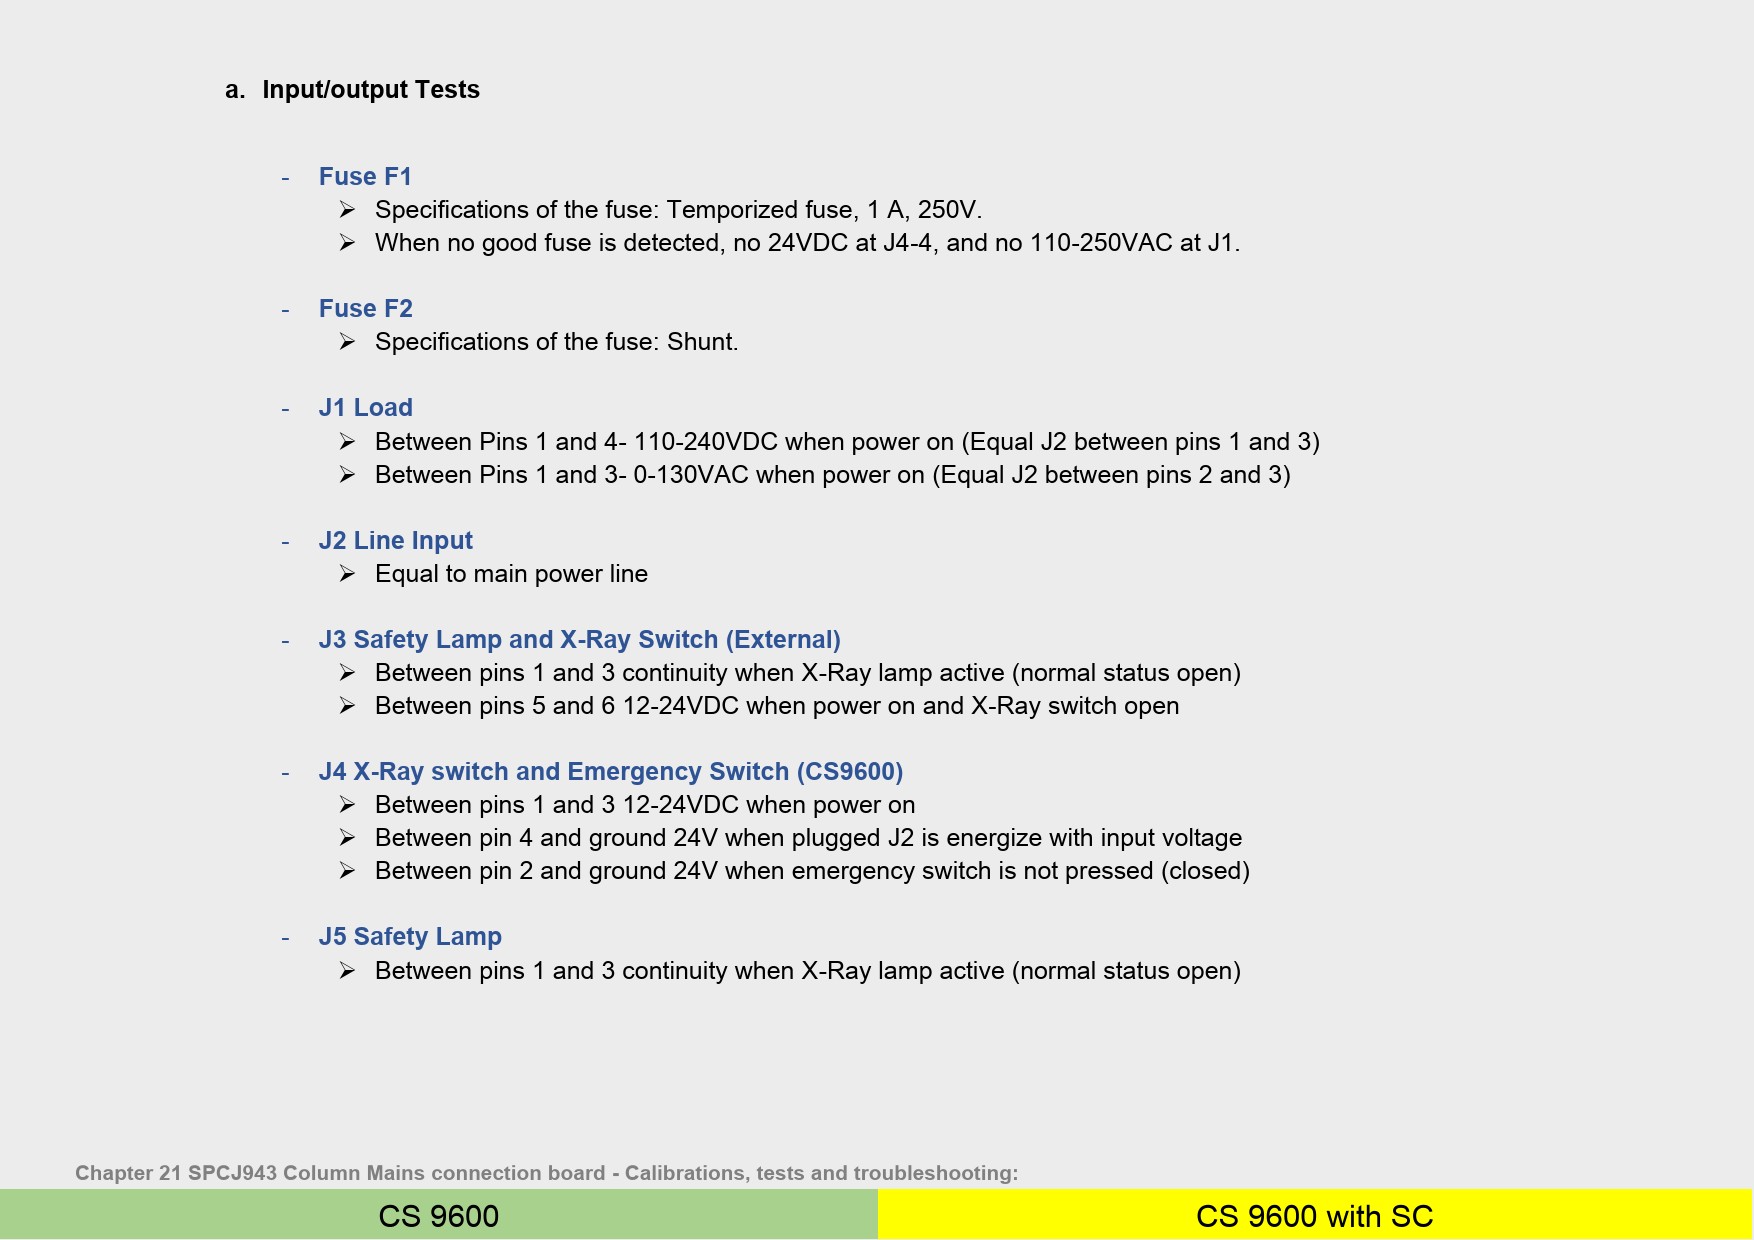 a. Input/output Tests
- Fuse F1
➢ Specifications of the fuse: Temporized fuse, 1 A, 250V.
➢ When no good fuse is detected, no 24VDC at J4-4, and no 110-250VAC at J1.
- Fuse F2
➢ Specifications of the fuse: Shunt.
- J1 Load
➢ Between Pins 1 and 4- 110-240VDC when power on (Equal J2 between pins 1 and 3)
➢ Between Pins 1 and 3- 0-130VAC when power on (Equal J2 between pins 2 and 3)
- J2 Line Input
➢ Equal to main power line
- J3 Safety Lamp and X-Ray Switch (External)
➢ Between pins 1 and 3 continuity when X-Ray lamp active (normal status open)
➢ Between pins 5 and 6 12-24VDC when power on and X-Ray switch open
- J4 X-Ray switch and Emergency Switch (CS9600)
➢ Between pins 1 and 3 12-24VDC when power on
➢ Between pin 4 and ground 24V when plugged J2 is energize with input voltage
➢ Between pin 2 and ground 24V when emergency switch is not pressed (closed)
- J5 Safety Lamp
➢ Between pins 1 and 3 continuity when X-Ray lamp active (normal status open)
Chapter 21 SPCJ943 Column Mains connection board - Calibrations, tests and troubleshooting:
CS 9600
CS 9600 with SC